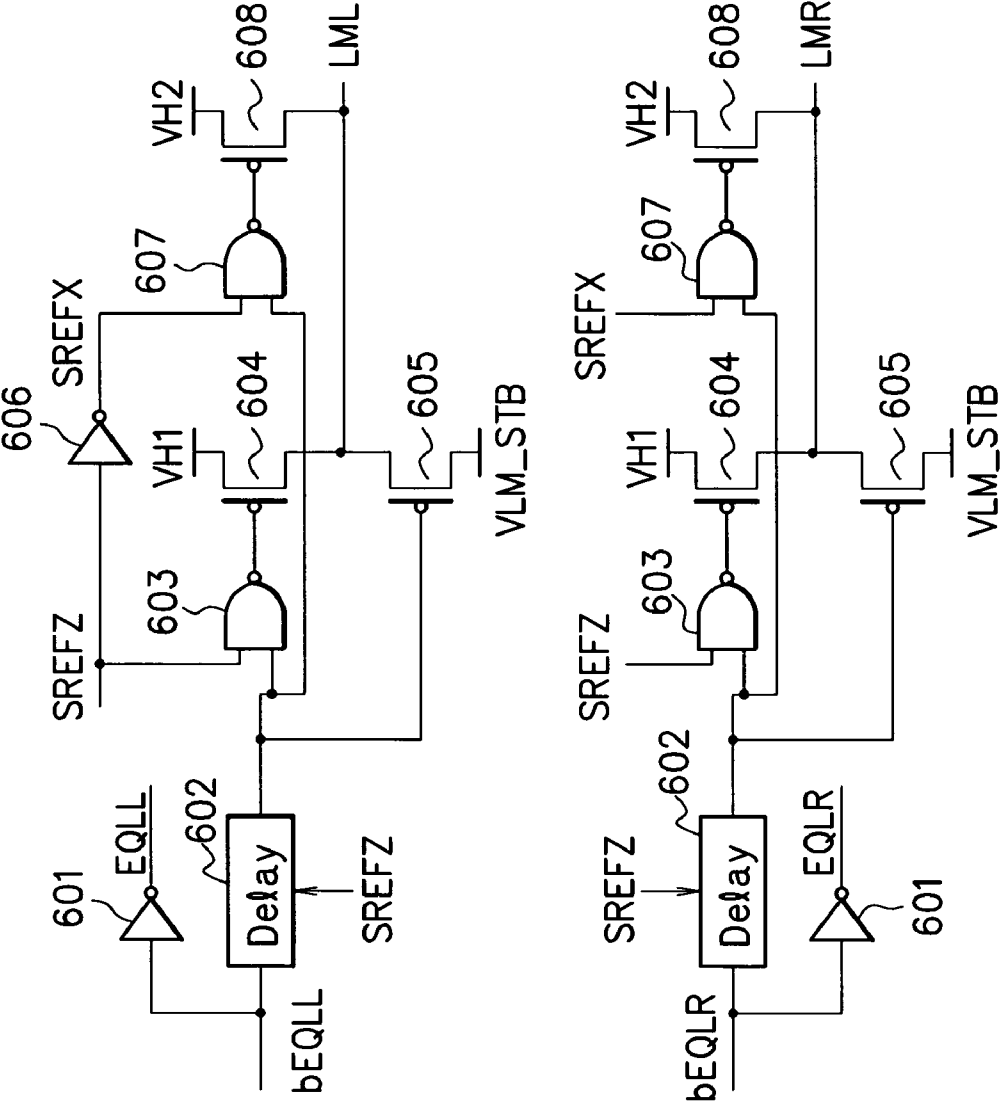 bEQLL
601
EQLL
602
Delay
SREFZ
SREFZ
603
606
SREFX
VH1
604
605
VLM_STB
607
VH2
608
LML
bEQLR
601
EQLR
602
Delay
SREFZ
SREFZ
603
VH1
604
605
VLM_STB
SREFX
607
VH2
608
LMR